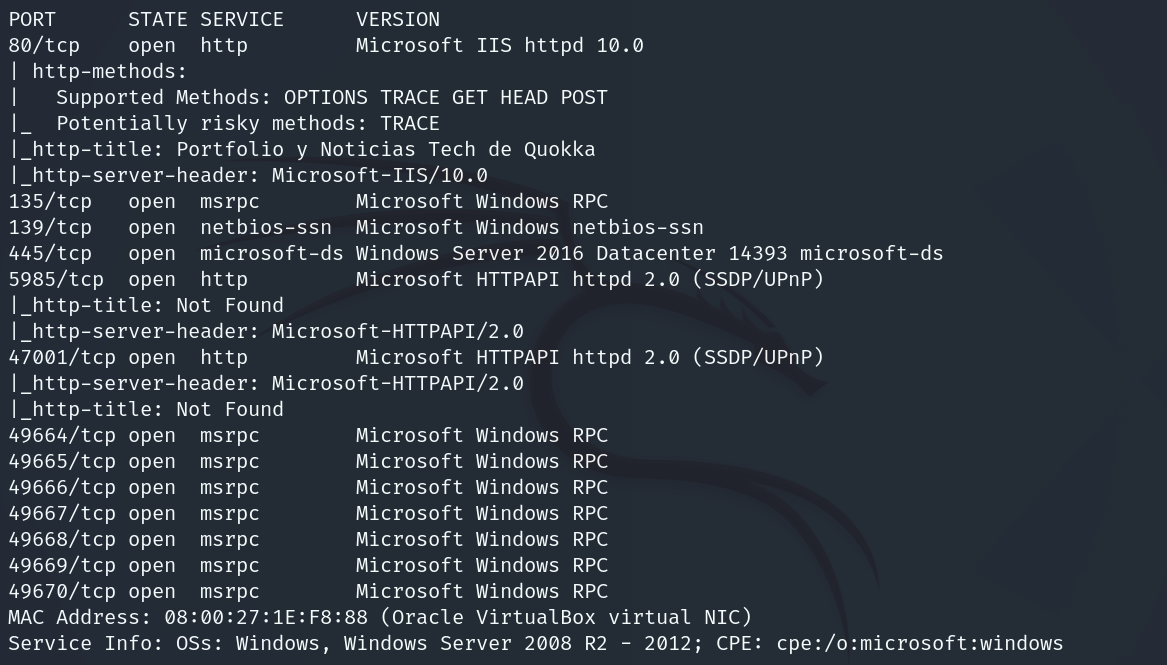 PORT      STATE SERVICE      VERSION
80/tcp    open  http         Microsoft IIS httpd 10.0
| http-methods:
|   Supported Methods: OPTIONS TRACE GET HEAD POST
|_  Potentially risky methods: TRACE
|_http-title: Portfolio y Noticias Tech de Quokka
|_http-server-header: Microsoft-IIS/10.0
135/tcp   open  msrpc        Microsoft Windows RPC
139/tcp   open  netbios-ssn  Microsoft Windows netbios-ssn
445/tcp   open  microsoft-ds Windows Server 2016 Datacenter 14393 microsoft-ds
5985/tcp  open  http         Microsoft HTTPAPI httpd 2.0 (SSDP/UPnP)
|_http-title: Not Found
|_http-server-header: Microsoft-HTTPAPI/2.0
47001/tcp open  http         Microsoft HTTPAPI httpd 2.0 (SSDP/UPnP)
|_http-server-header: Microsoft-HTTPAPI/2.0
|_http-title: Not Found
49664/tcp open  msrpc        Microsoft Windows RPC
49665/tcp open  msrpc        Microsoft Windows RPC
49666/tcp open  msrpc        Microsoft Windows RPC
49667/tcp open  msrpc        Microsoft Windows RPC
49668/tcp open  msrpc        Microsoft Windows RPC
49669/tcp open  msrpc        Microsoft Windows RPC
49670/tcp open  msrpc        Microsoft Windows RPC
MAC Address: 08:00:27:1E:F8:88 (Oracle VirtualBox virtual NIC)
Service Info: OSs: Windows, Windows Server 2008 R2 - 2012; CPE: cpe:/o:microsoft:windows